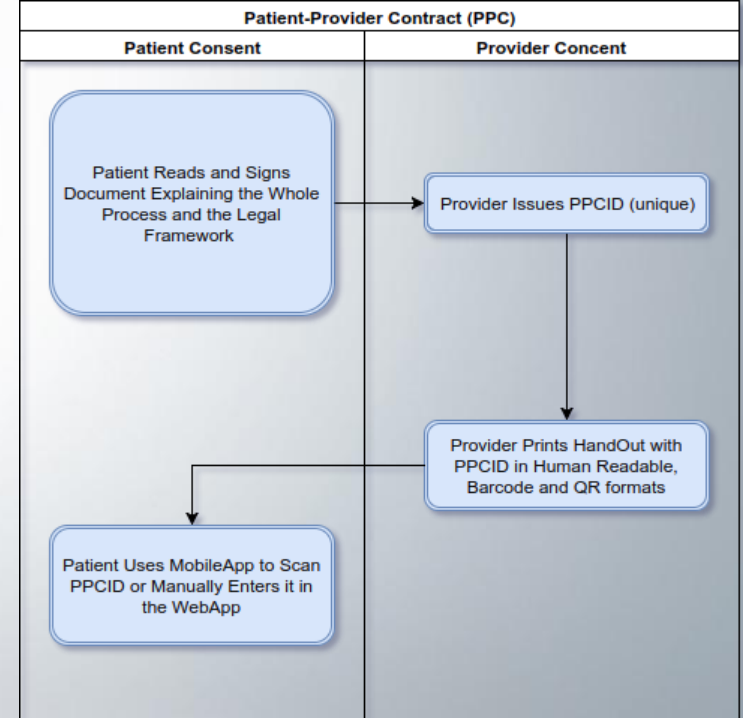 Patient-Provider Contract (PPC)
Patient Consent
Provider Concent
Patient Reads and Signs
Document Explaining the Whole
Process and the Legal
Framework
Provider Issues PPCID (unique)
Provider Prints HandOut with
PPCID in Human Readable,
Barcode and QR formats
Patient Uses MobileApp to Scan
PPCID or Manually Enters it in
the WebApp